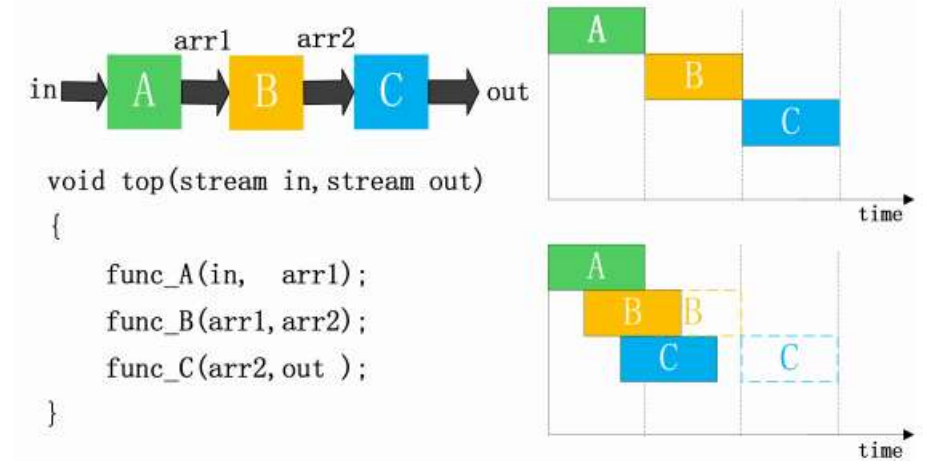 arr1 arr2
in A B C out
void top(stream in,stream out)
{
func_A(in, arr1);
func_B(arr1,arr2);
func_C(arr2,out );
}
A
B
C
time
A
B B
C C
time